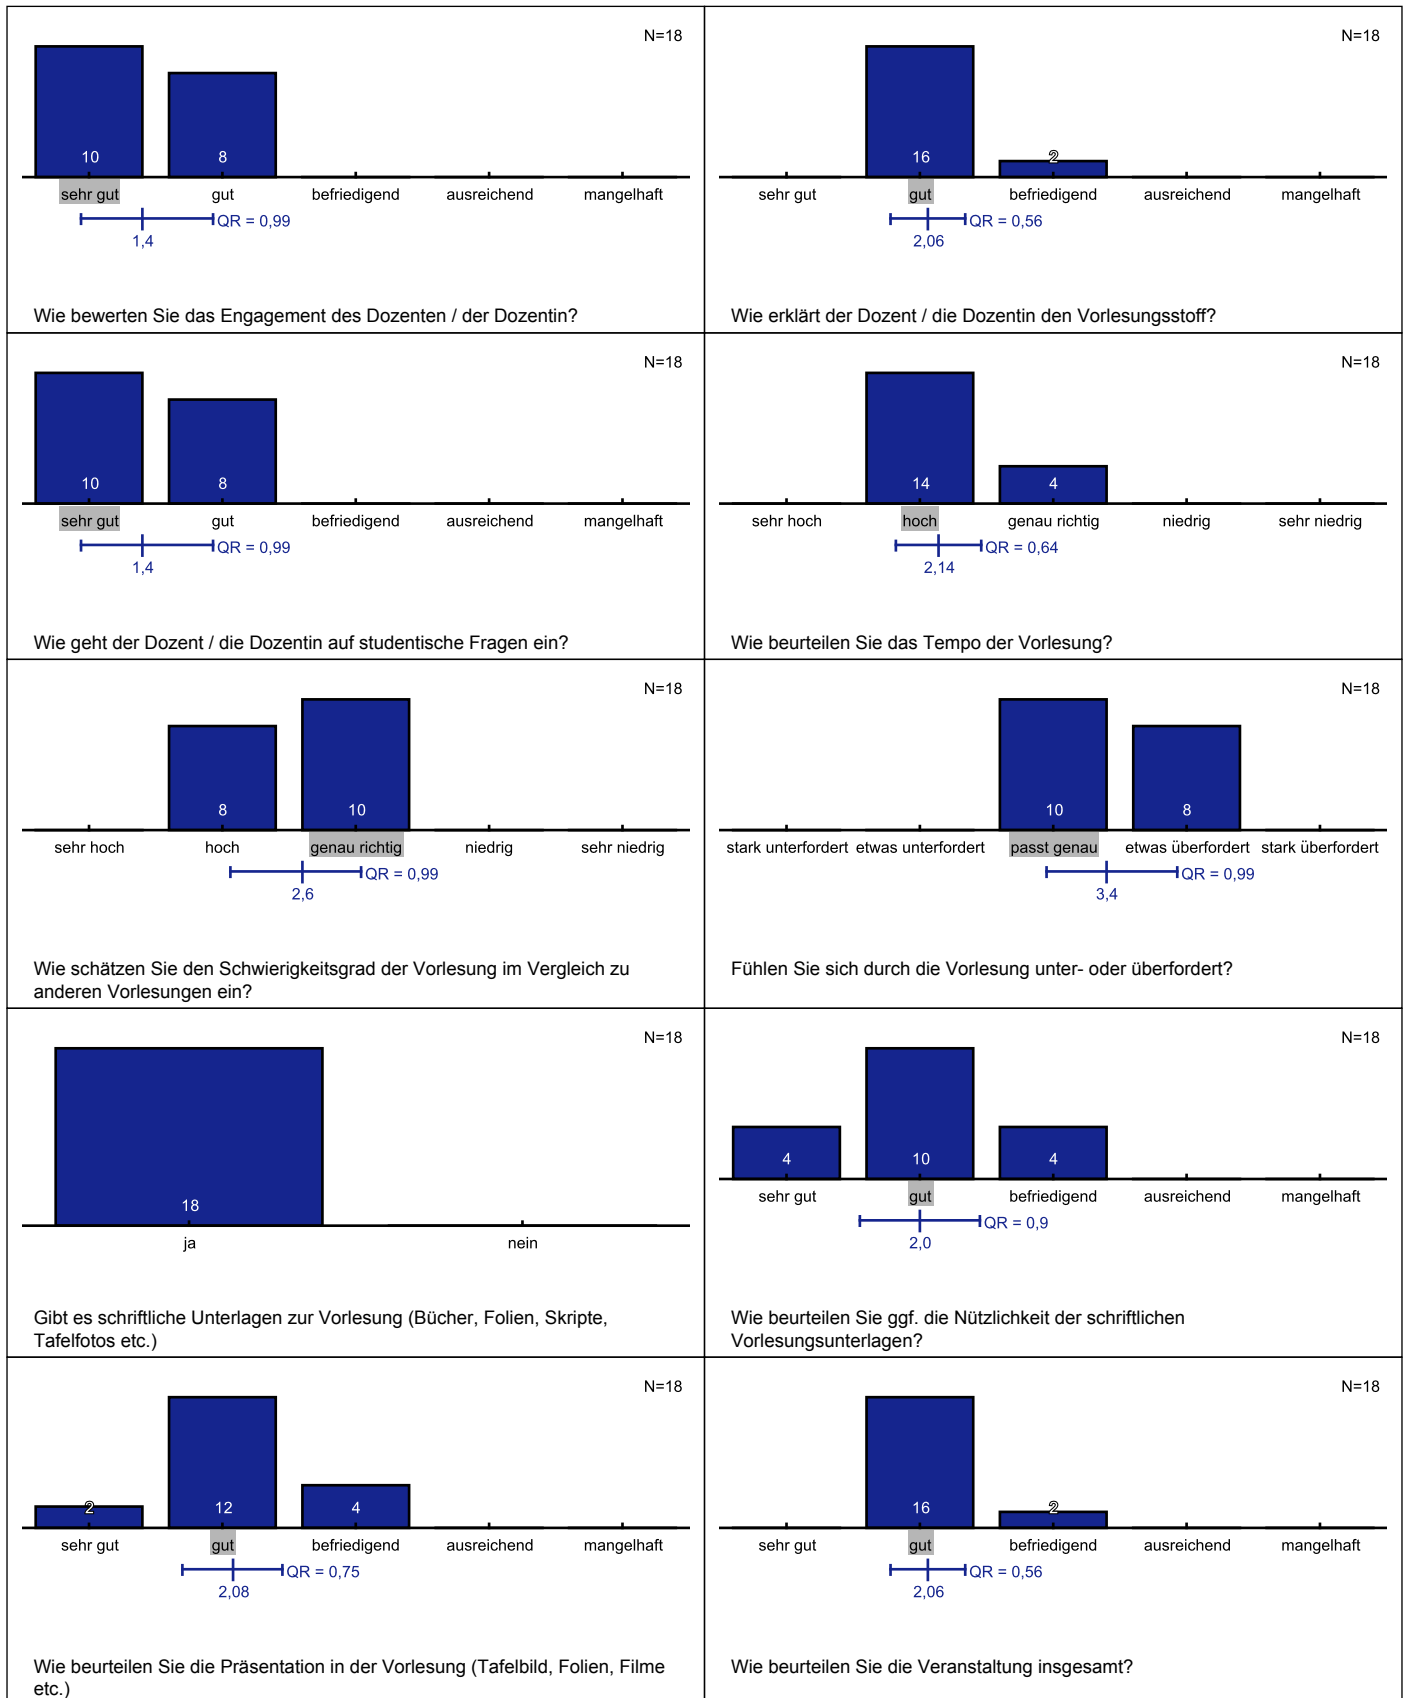 N=18
10
8
sehr gut
gut
befriedigend
ausreichend
mangelhaft
QR = 0,99
1,4
Wie bewerten Sie das Engagement des Dozenten / der Dozentin?
N=18
16
2
sehr gut
gut
befriedigend
ausreichend
mangelhaft
QR = 0,56
2,06
Wie erklärt der Dozent / die Dozentin den Vorlesungsstoff?
N=18
10
8
sehr gut
gut
befriedigend
ausreichend
mangelhaft
QR = 0,99
1,4
Wie geht der Dozent / die Dozentin auf studentische Fragen ein?
N=18
14
4
sehr hoch
hoch
genau richtig
niedrig
sehr niedrig
QR = 0,64
2,14
Wie beurteilen Sie das Tempo der Vorlesung?
N=18
8
10
sehr hoch
hoch
genau richtig
niedrig
sehr niedrig
QR = 0,99
2,6
Wie schätzen Sie den Schwierigkeitsgrad der Vorlesung im Vergleich zu
anderen Vorlesungen ein?
N=18
10
8
stark unterfordert
etwas unterfordert
passt genau
etwas überfordert
stark überfordert
QR = 0,99
3,4
Fühlen Sie sich durch die Vorlesung unter- oder überfordert?
N=18
18
ja
nein
Gibt es schriftliche Unterlagen zur Vorlesung (Bücher, Folien, Skripte,
Tafelfotos etc.)
N=18
4
10
4
sehr gut
gut
befriedigend
ausreichend
mangelhaft
QR = 0,9
2,0
Wie beurteilen Sie ggf. die Nützlichkeit der schriftlichen
Vorlesungsunterlagen?
N=18
2
12
4
sehr gut
gut
befriedigend
ausreichend
mangelhaft
QR = 0,75
2,08
Wie beurteilen Sie die Präsentation in der Vorlesung (Tafelbild, Folien, Filme
etc.)
N=18
16
2
sehr gut
gut
befriedigend
ausreichend
mangelhaft
QR = 0,56
2,06
Wie beurteilen Sie die Veranstaltung insgesamt?